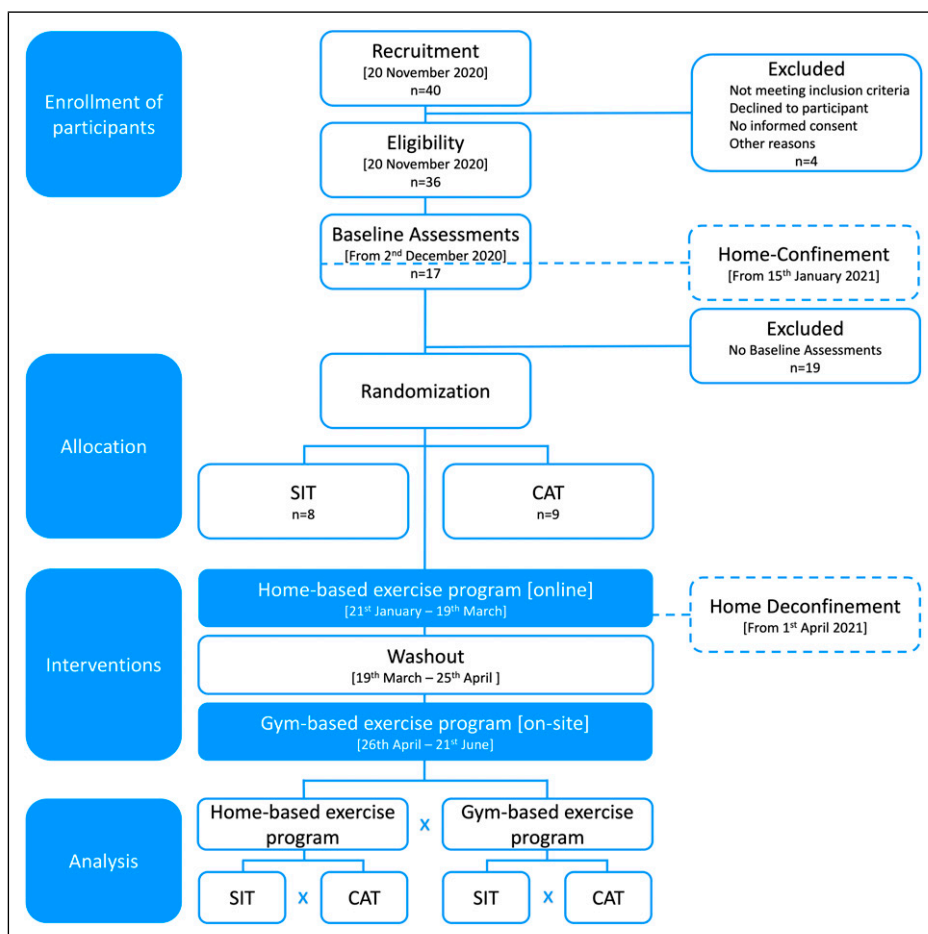 Enrollment of
participants
Recruitment
[20 November 2020]
n=40
Excluded
Not meeting inclusion criteria
Declined to participant
No informed consent
Other reasons
n=4
Eligibility
[20 November 2020]
n=36
Baseline Assessments
[From 2nd December 2020]
n=17
Home-Confinement
[From 15th January 2021]
Excluded
No Baseline Assessments
n=19
Allocation
Randomization
SIT
n=8
CAT
n=9
Interventions
Home-based exercise program [online]
[21st January – 19th March]
Home Deconfinement
[From 1st April 2021]
Washout
[19th March – 25th April ]
Gym-based exercise program [on-site]
[26th April – 21st June]
Analysis
Home-based exercise
program
X
Gym-based exercise
program
SIT
X
CAT
SIT
X
CAT